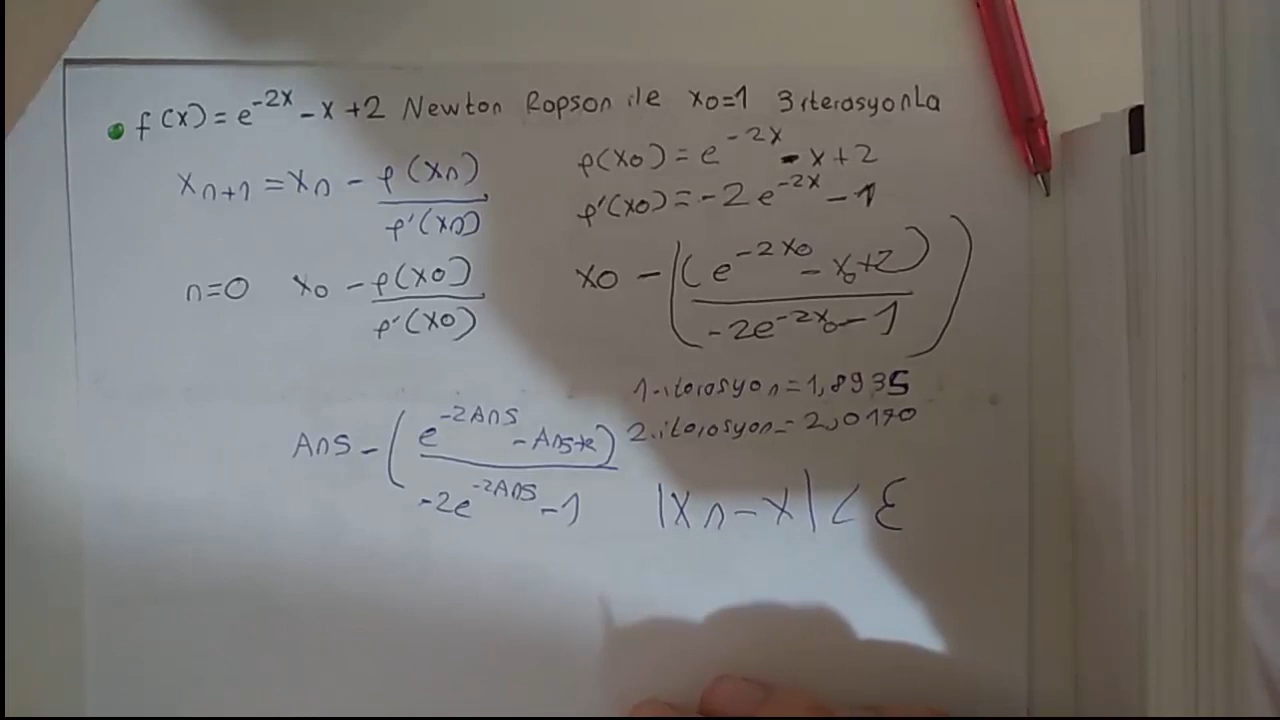 f(x) = e^-2x - x + 2 Newton Ropson ile x0=1 3 iterasyonla
xn+1 = xn - f(xn) / f'(xn)
f(x0) = e^-2x - x + 2
f'(x0) = -2e^-2x - 1
n=0 x0 - f(x0) / f'(x0)
x0 - ((e^-2x0 - x0 + 2) / -2e^-2x0 - 1)
1.iterasyon = 1,8935
2.iterasyon = 2,0190
Ans - (e^-2Ans - Ans+2) / -2e^-2Ans - 1
|xn - x| < ε